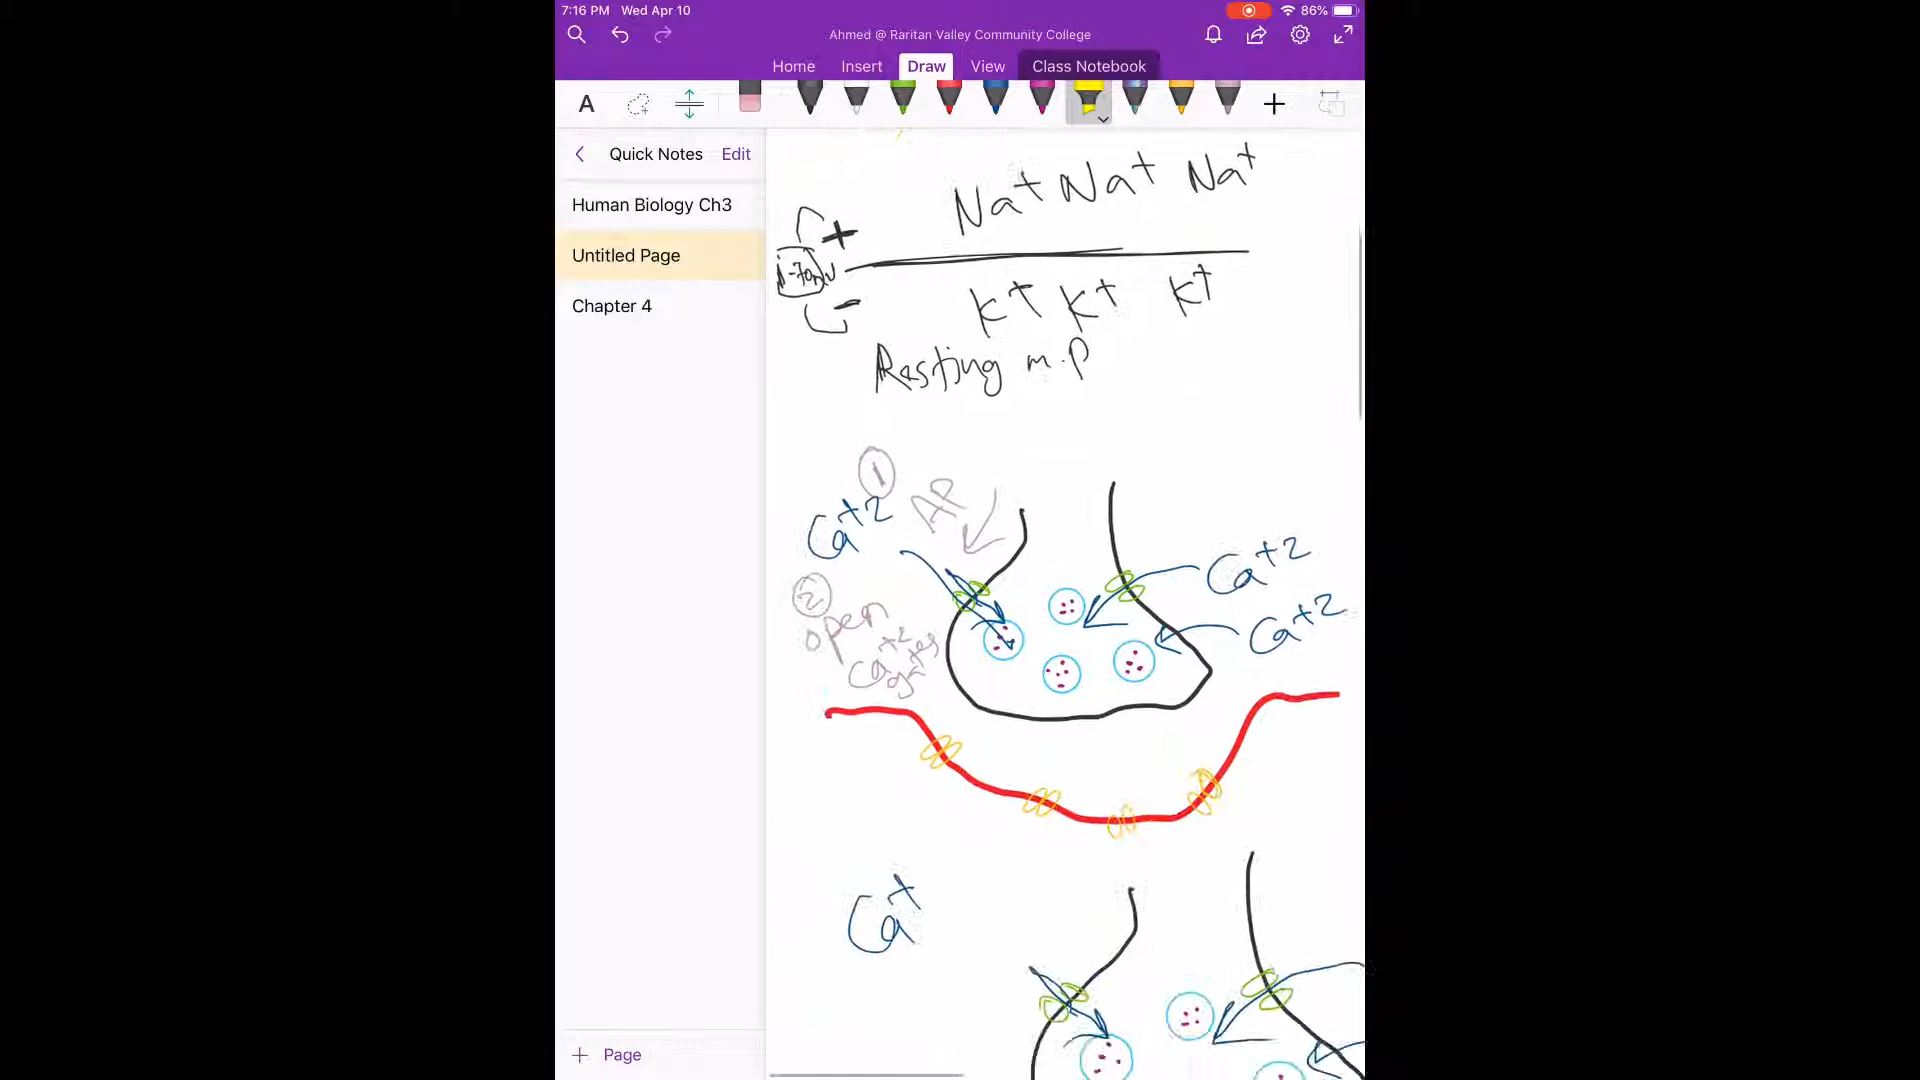 7:16 PM Wed Apr 10
86%
Ahmed @ Raritan Valley Community College
Home Insert Draw View Class Notebook
A
Quick Notes Edit
Human Biology Ch3
Untitled Page
Chapter 4
Page
Na+ Na+ Na+
+
-70mv
-
K+ K+ K+
Resting m.p
1
Ca+2 AP
Ca+2
2
open
Ca+2
gates
Ca+2
Ca+